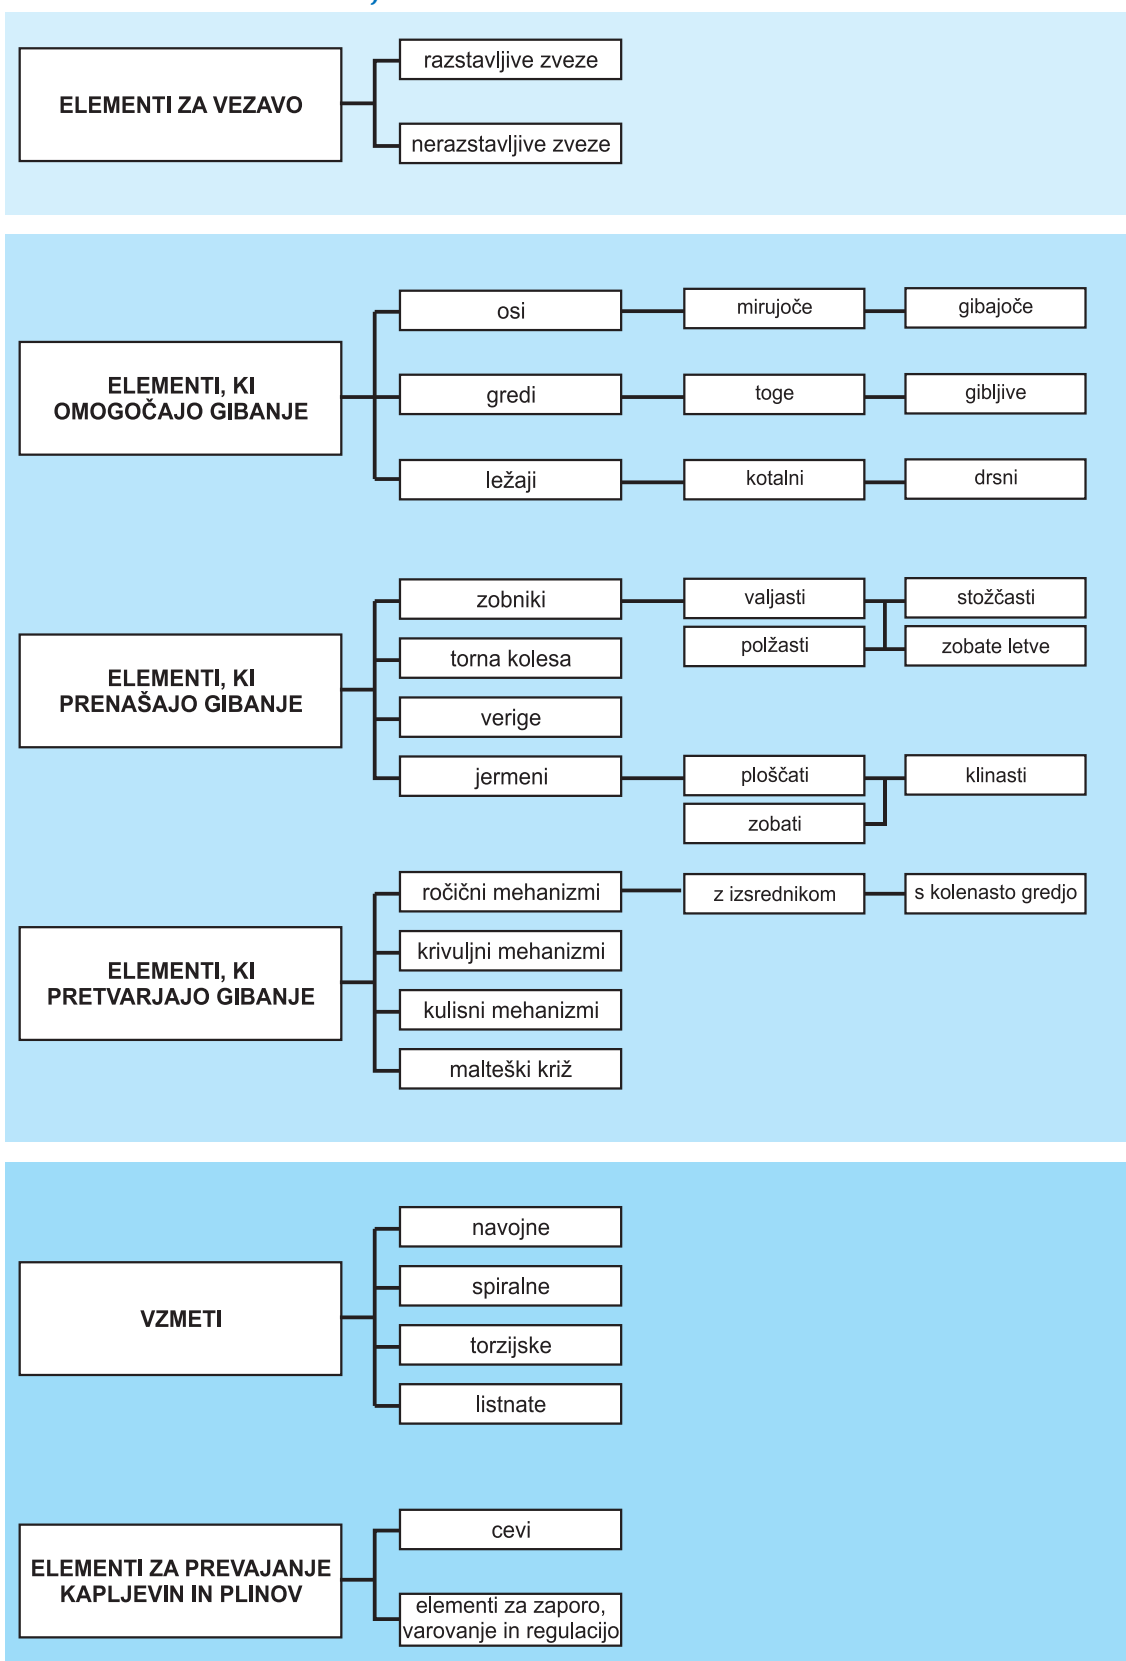 ELEMENTI ZA VEZAVO
razstavljive zveze
nerazstavljive zveze
ELEMENTI, KI
OMOGOČAJO GIBANJE
osi
mirujoče
gibajoče
gredi
toge
gibljive
ležaji
kotalni
drsni
ELEMENTI, KI
PRENAŠAJO GIBANJE
zobniki
valjasti
stožčasti
polžasti
zobate letve
torna kolesa
verige
jermeni
ploščati
klinasti
zobati
ELEMENTI, KI
PRETVARJAJO GIBANJE
ročični mehanizmi
z izsrednikom
s kolenasto gredjo
krivuljni mehanizmi
kulisni mehanizmi
malteški križ
VZMETI
navojne
spiralne
torzijske
listnate
ELEMENTI ZA PREVAJANJE
KAPLJEVIN IN PLINOV
cevi
elementi za zaporo,
varovanje in regulacijo